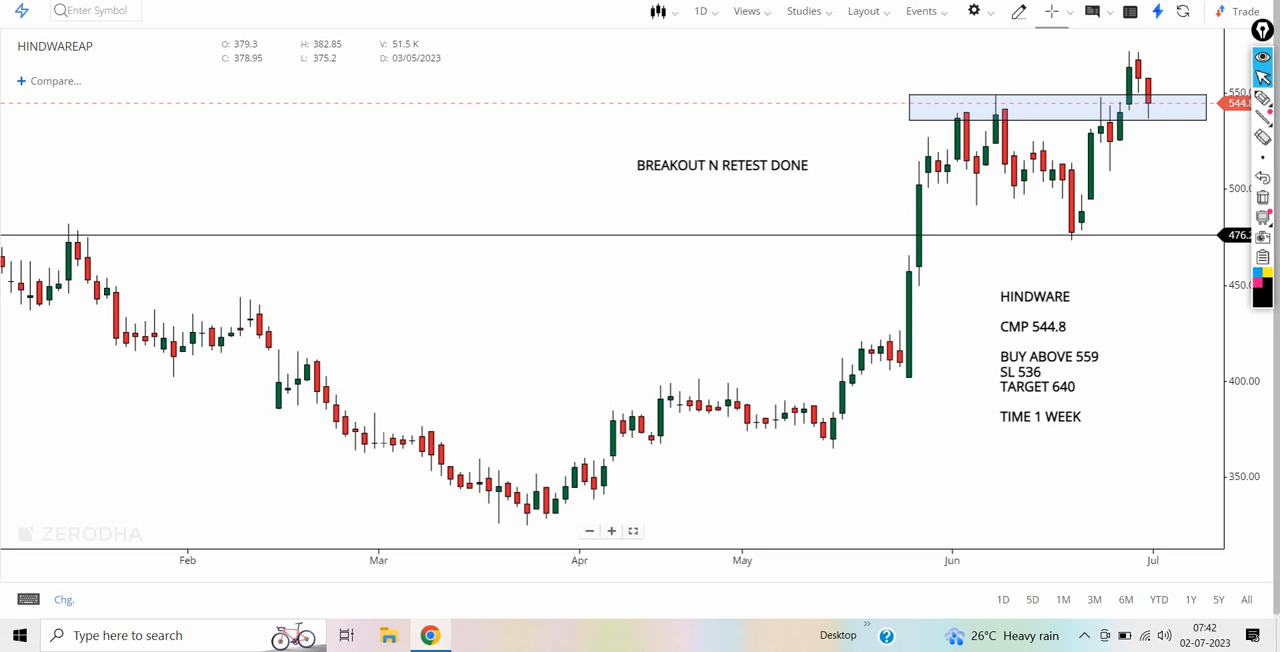 Enter Symbol
1D
Views
Studies
Layout
Events
Trade
HINDWAREAP
O: 379.3
H: 382.85
V: 51.5 K
C: 378.95
L: 375.2
D: 03/05/2023
+ Compare...
550.
544.8
BREAKOUT N RETEST DONE
500.
476.
450.
HINDWARE
CMP 544.8
BUY ABOVE 559
SL 536
TARGET 640
TIME 1 WEEK
400.00
350.00
ZERODHA
Feb
Mar
Apr
May
Jun
Jul
Chg.
1D
5D
1M
3M
6M
YTD
1Y
5Y
All
Type here to search
Desktop
26°C Heavy rain
07:42
02-07-2023